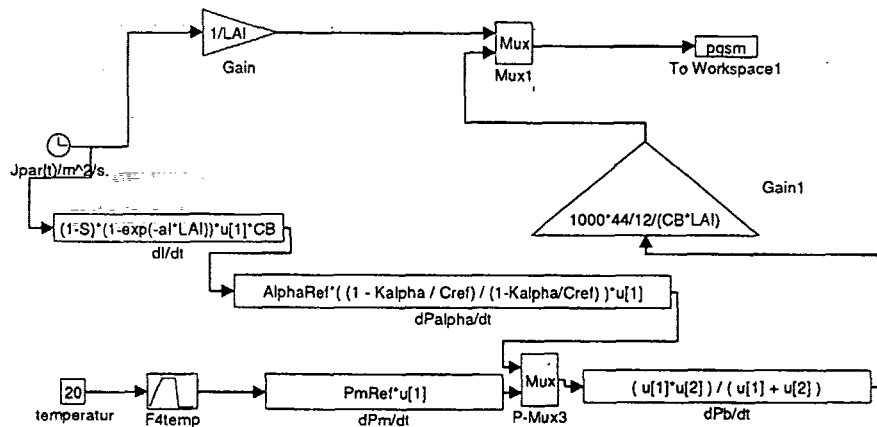 1/LAI
Gain
Mux
Mux1
pgsm
To Workspace1
Jpar(t)/m^2/s.
1000*44/12/(CB*LAI)
Gain1
(1-S)*(1-exp(-al*LAI))*u[1]*CB
dI/dt
AlphaRef*( (1 - Kalpha / Cref) / (1-Kalpha/Cref) )*u[1]
dPalpha/dt
20
temperatur
F4temp
PmRef*u[1]
dPm/dt
Mux
P-Mux3
( u[1]*u[2] ) / ( u[1] + u[2] )
dPb/dt